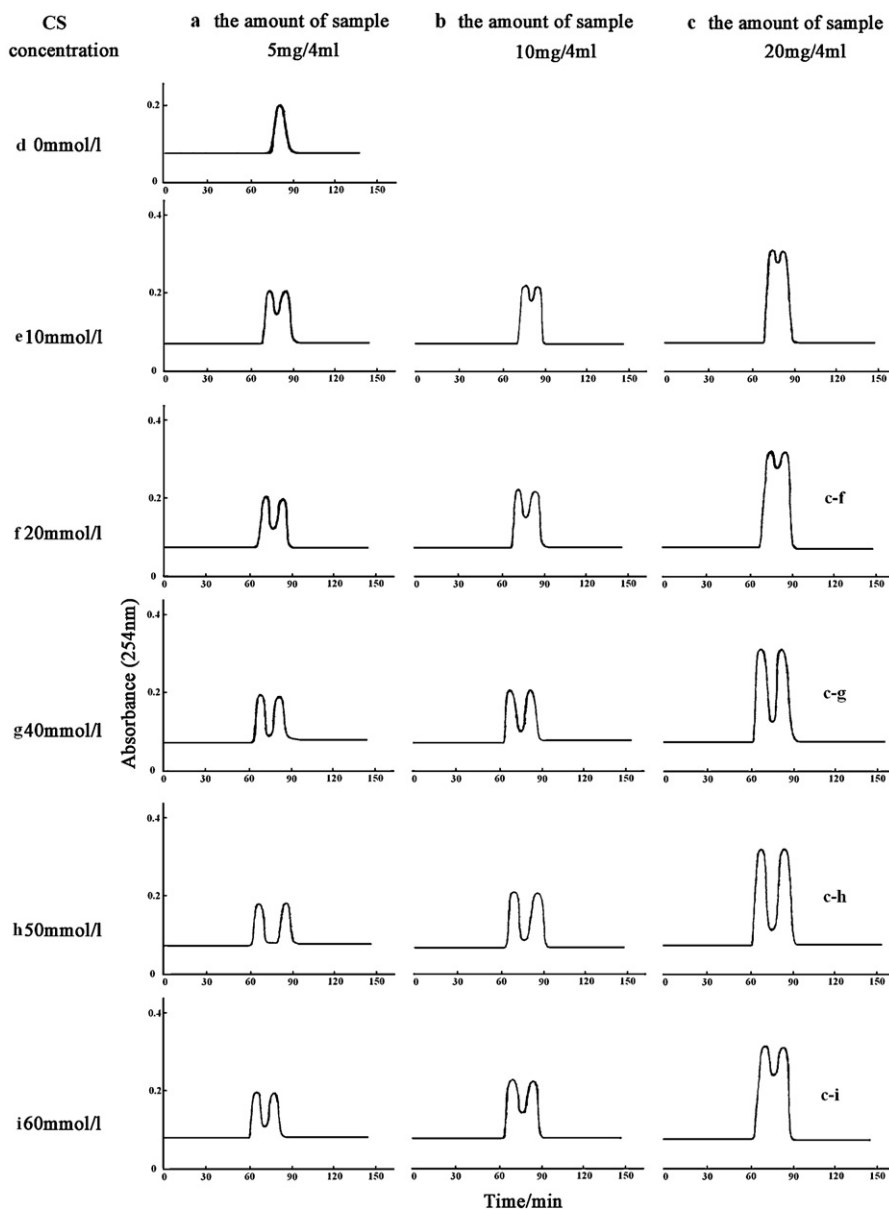 CS concentration
a the amount of sample 5mg/4ml
b the amount of sample 10mg/4ml
c the amount of sample 20mg/4ml
d 0mmol/l
0.2
0
0 30 60 90 120 150
e10mmol/l
0.4
0.2
0
0 30 60 90 120 150
0 30 60 90 120 150
0 30 60 90 120 150
f20mmol/l
0.4
0.2
0
c-f
0 30 60 90 120 150
0 30 60 90 120 150
0 30 60 90 120 150
Absorbance (254nm)
g40mmol/l
0.4
0.2
0
c-g
0 30 60 90 120 150
0 30 60 90 120 150
0 30 60 90 120 150
h50mmol/l
0.4
0.2
0
c-h
0 30 60 90 120 150
0 30 60 90 120 150
0 30 60 90 120 150
i60mmol/l
0.4
0.2
0
c-i
0 30 60 90 120 150
0 30 60 90 120 150
0 30 60 90 120 150
Time/min